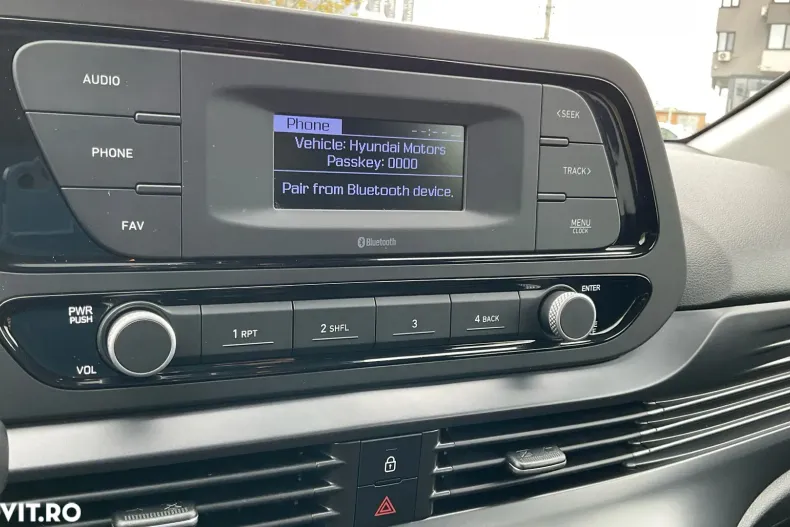 AUDIO
PHONE
FAV
Phone
--:--
Vehicle: Hyundai Motors
Passkey: 0000
Pair from Bluetooth device.
Bluetooth
<SEEK
TRACK>
MENU
CLOCK
PWR
PUSH
VOL
1 RPT
2 SHFL
3
4 BACK
ENTER
VIT.RO